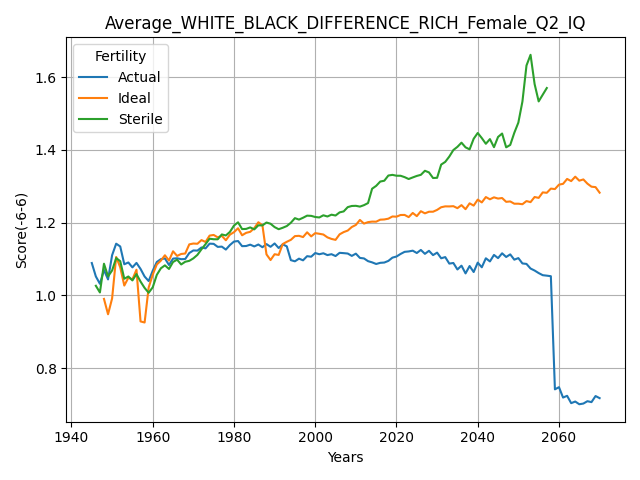 Average_WHITE_BLACK_DIFFERENCE_RICH_Female_Q2_IQ
Fertility
Actual
Ideal
Sterile
Score(-6-6)
1.6
1.4
1.2
1.0
0.8
1940
1960
1980
2000
2020
2040
2060
Years